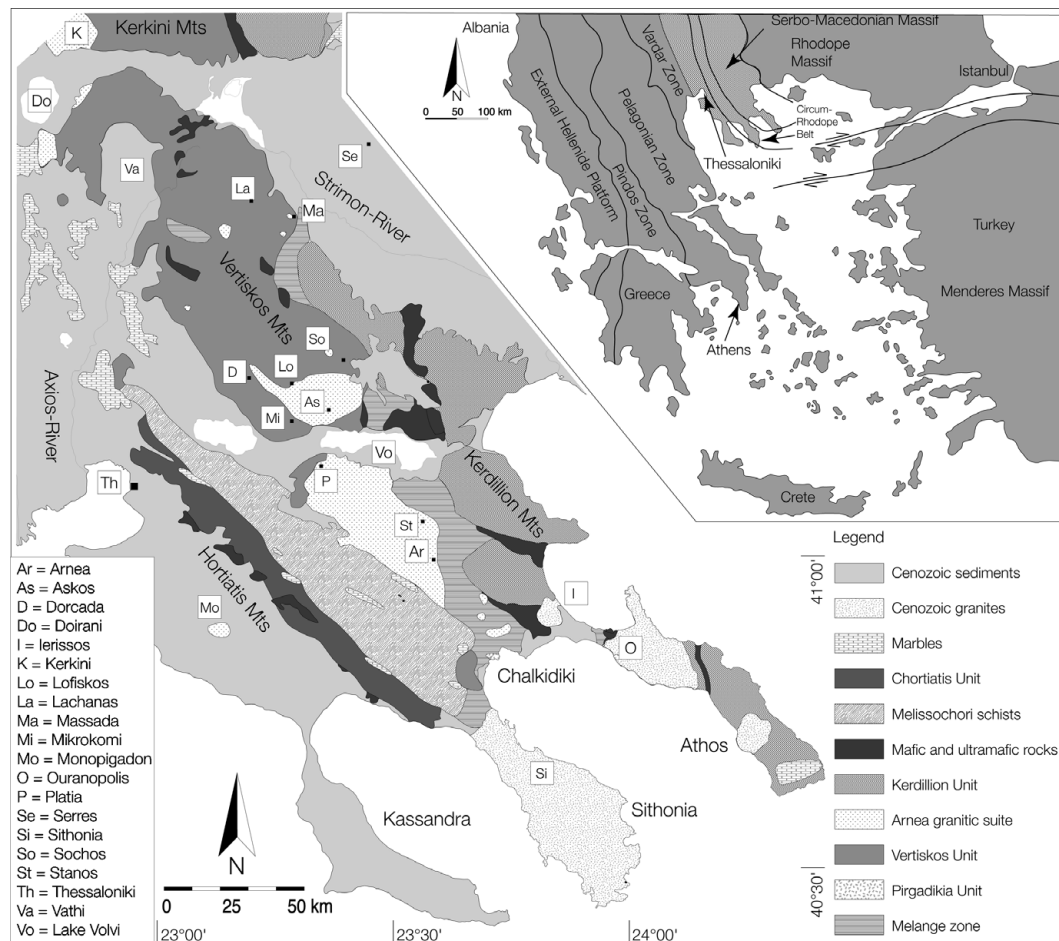 K
Kerkini Mts
Do
Va
La
Se
Ma
Strimon-River
Vertiskos Mts
So
D
Lo
As
Mi
Vo
Axios-River
Th
P
St
Ar
Kerdillion Mts
Hortiatis Mts
Mo
I
O
Chalkidiki
Athos
Si
Sithonia
Kassandra
N
0 25 50 km
23°00'
23°30'
24°00'
41°00'
40°30'
Ar = Arnea
As = Askos
D = Dorcada
Do = Doirani
I = Ierissos
K = Kerkini
Lo = Lofiskos
La = Lachanas
Ma = Massada
Mi = Mikrokomi
Mo = Monopigadon
O = Ouranopolis
P = Platia
Se = Serres
Si = Sithonia
So = Sochos
St = Stanos
Th = Thessaloniki
Va = Vathi
Vo = Lake Volvi
Albania
N
0 50 100 km
Serbo-Macedonian Massif
Rhodope
Massif
Istanbul
Vardar Zone
Circum-
Rhodope
Belt
Thessaloniki
Pelagonian Zone
Pindos Zone
External Hellenide Platform
Turkey
Menderes Massif
Greece
Athens
Crete
Legend
Cenozoic sediments
Cenozoic granites
Marbles
Chortiatis Unit
Melissochori schists
Mafic and ultramafic rocks
Kerdillion Unit
Arnea granitic suite
Vertiskos Unit
Pirgadikia Unit
Melange zone